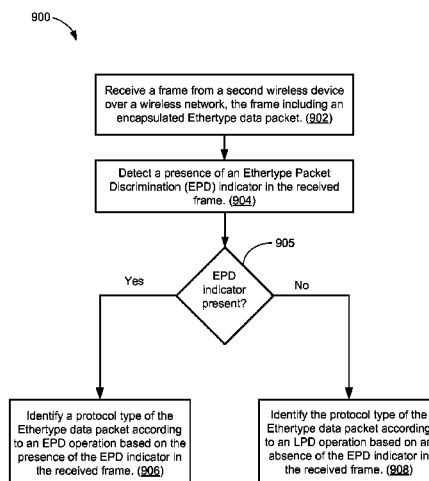 900
Receive a frame from a second wireless device
over a wireless network, the frame including an
encapsulated Ethertype data packet. (902)
Detect a presence of an Ethertype Packet
Discrimination (EPD) indicator in the received
frame. (904)
905
EPD
indicator
present?
Yes
No
Identify a protocol type of the
Ethertype data packet according
to an EPD operation based on the
presence of the EPD indicator in
the received frame. (906)
Identify the protocol type of the
Ethertype data packet according
to an LPD operation based on an
absence of the EPD indicator in
the received frame. (908)